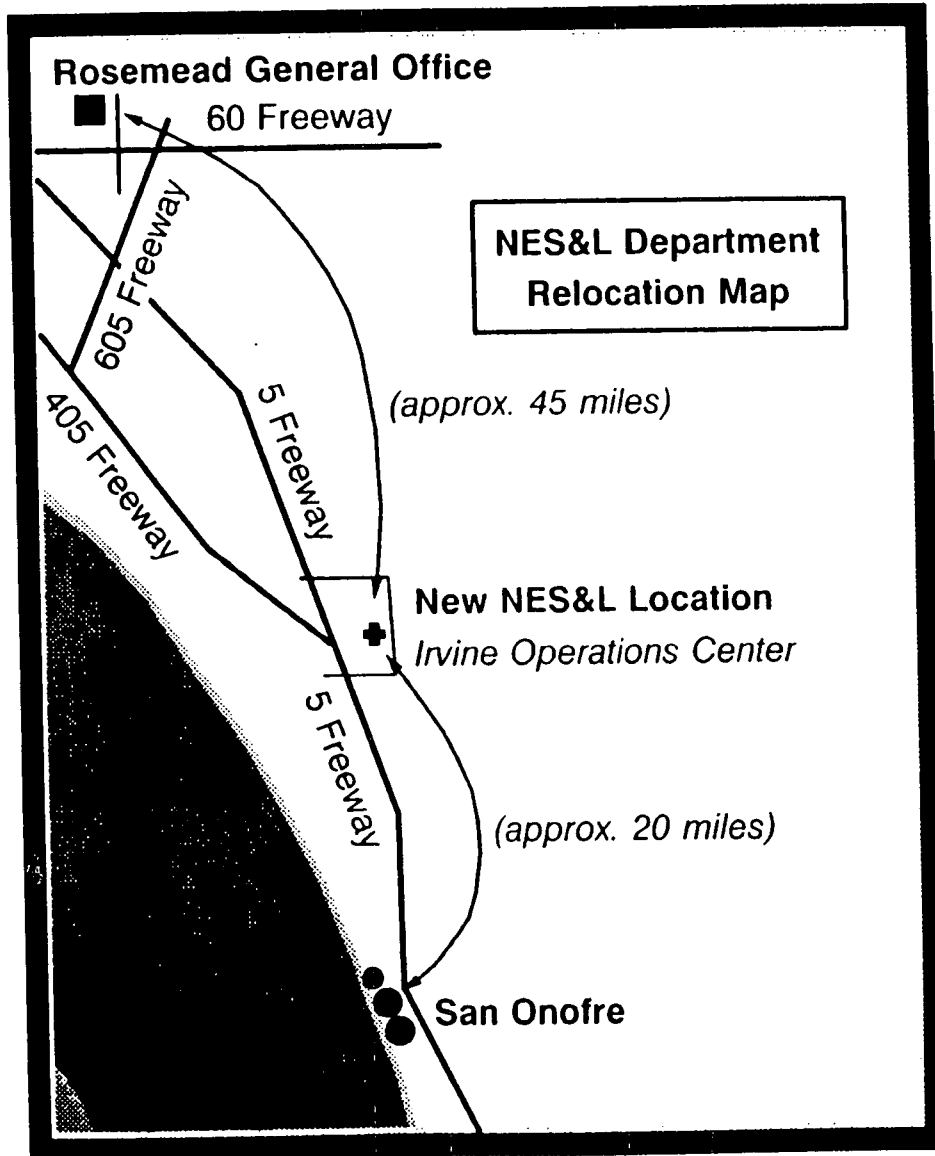 Rosemead General Office
60 Freeway
NES&L Department
Relocation Map
605 Freeway
405 Freeway
5 Freeway
(approx. 45 miles)
New NES&L Location
Irvine Operations Center
5 Freeway
(approx. 20 miles)
San Onofre